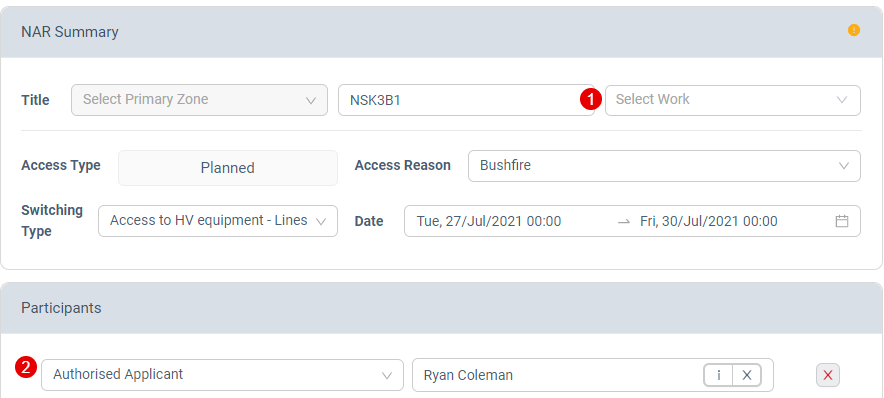 NAR Summary
Title Select Primary Zone NSK3B1 1 Select Work
Access Type Planned Access Reason Bushfire
Switching Type Access to HV equipment - Lines Date Tue, 27/Jul/2021 00:00 → Fri, 30/Jul/2021 00:00
Participants
2 Authorised Applicant Ryan Coleman i X X